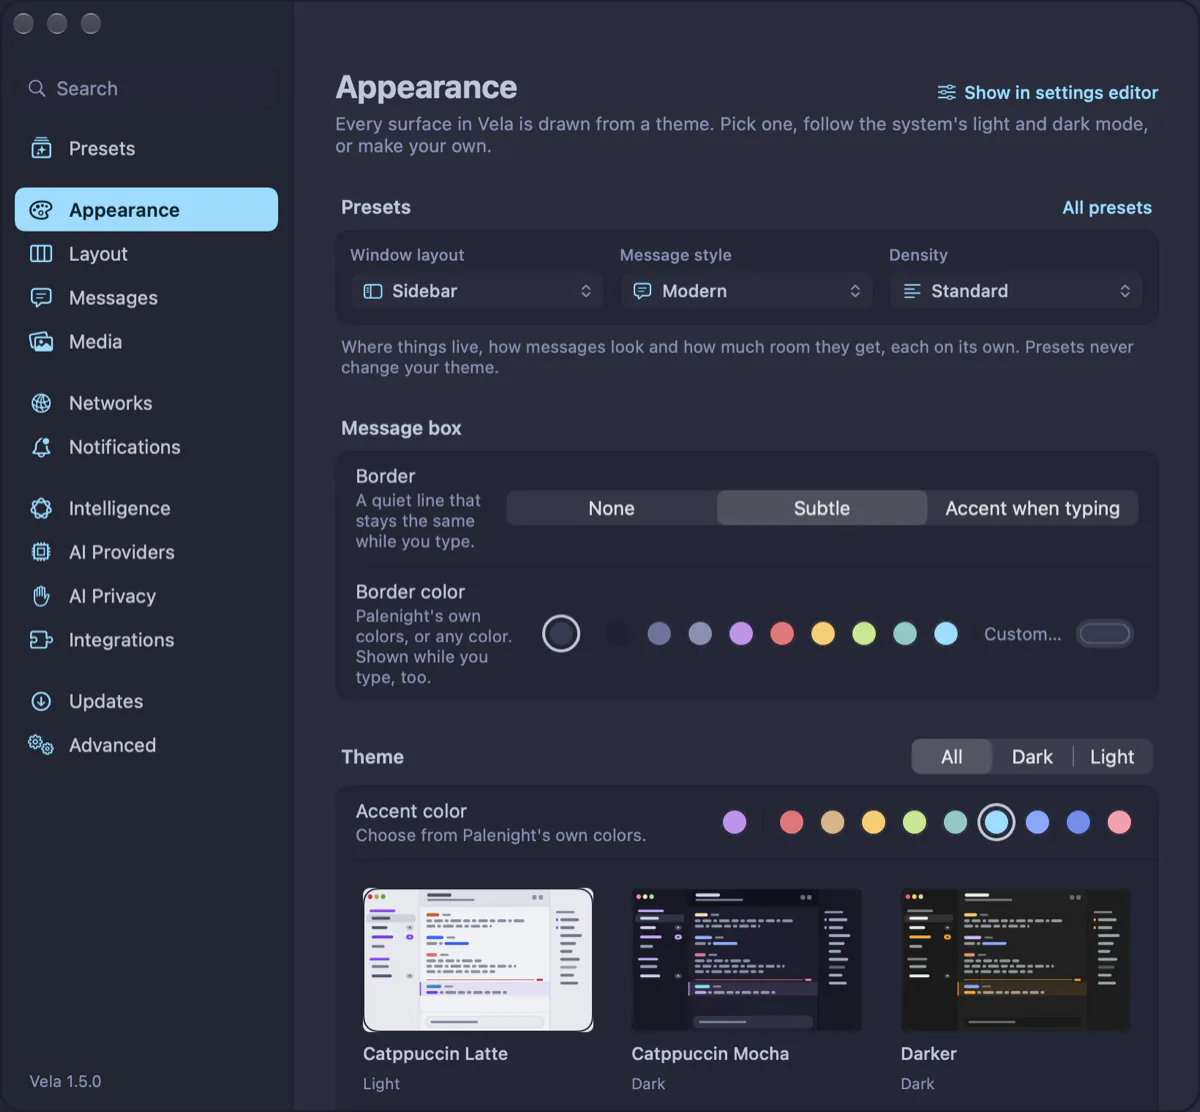 Search
Presets
Appearance
Layout
Messages
Media
Networks
Notifications
Intelligence
AI Providers
AI Privacy
Integrations
Updates
Advanced
Vela 1.5.0
Appearance
Show in settings editor
Every surface in Vela is drawn from a theme. Pick one, follow the system's light and dark mode,
or make your own.
Presets
All presets
Window layout
Message style
Density
Sidebar
Modern
Standard
Where things live, how messages look and how much room they get, each on its own. Presets never
change your theme.
Message box
Border
A quiet line that
stays the same
while you type.
None
Subtle
Accent when typing
Border color
Palenight's own
colors, or any color.
Shown while you
type, too.
Custom...
Theme
All
Dark
Light
Accent color
Choose from Palenight's own colors.
Catppuccin Latte
Light
Catppuccin Mocha
Dark
Darker
Dark